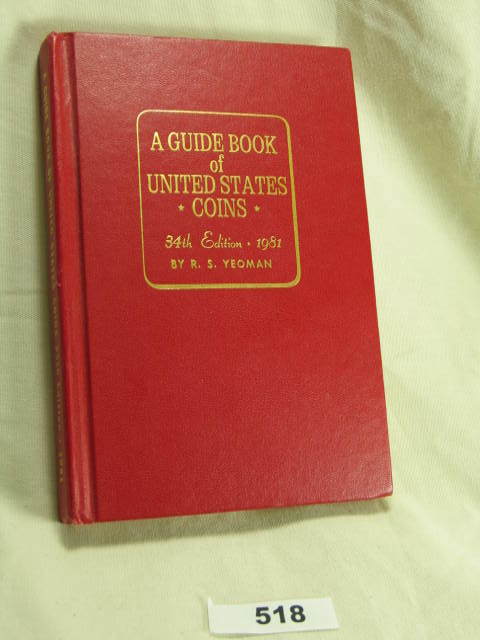 A GUIDE BOOK
of
UNITED STATES
★ COINS ★
34th Edition • 1981
BY R. S. YEOMAN
518